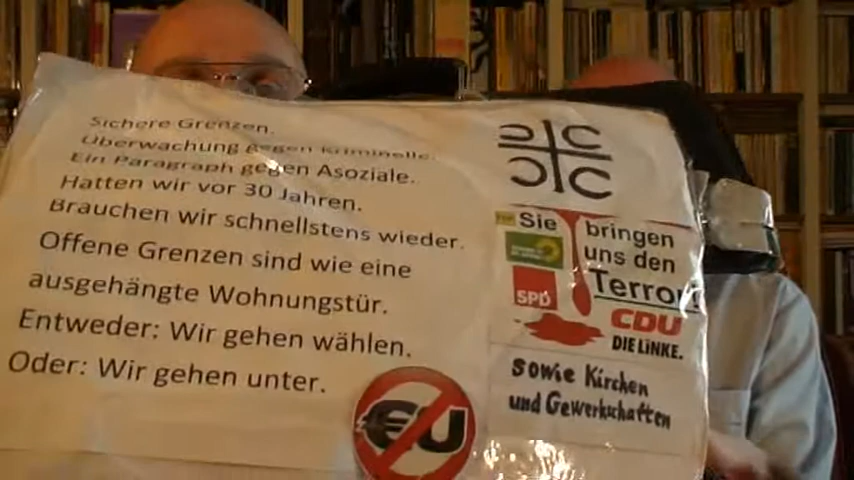 Sichere Grenzen.
Überwachung gegen Kriminelle.
Ein Paragraph gegen Asoziale.
Hatten wir vor 30 Jahren.
Brauchen wir schnellstens wieder.
Offene Grenzen sind wie eine
ausgehängte Wohnungstür.
Entweder: Wir gehen wählen.
Oder: Wir gehen unter.
EU
C C C C
Sie bringen
uns den
Terror!
SPD
CDU
DIE LINKE.
sowie Kirchen
und Gewerkschaften